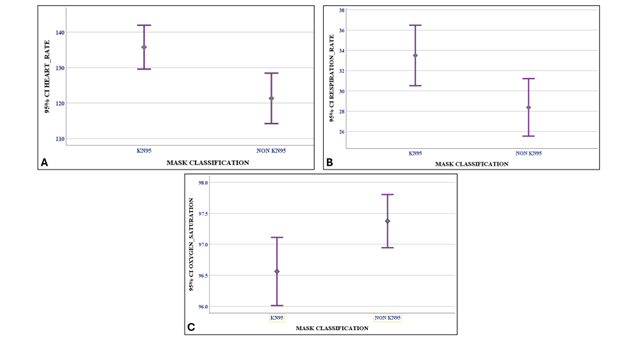 95% CI HEART_RATE
140
130
120
110
KN95
NON KN95
MASK CLASSIFICATION
A
95% CI RESPIRATION_RATE
38
36
34
32
30
28
26
KN95
NON KN95
MASK CLASSIFICATION
B
95% CI OXYGEN_SATURATION
98.0
97.5
97.0
96.5
96.0
KN95
NON KN95
MASK CLASSIFICATION
C